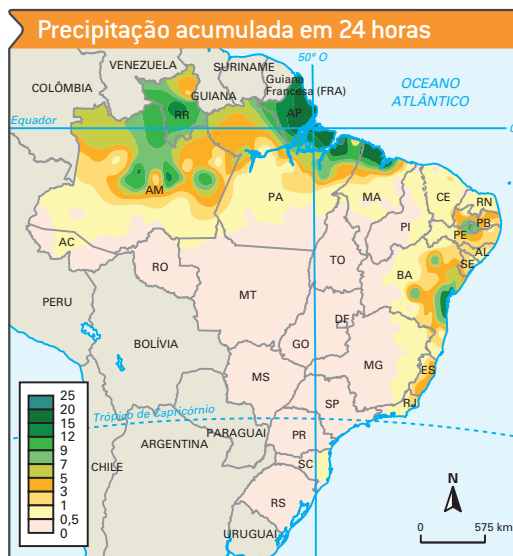 Precipitação acumulada em 24 horas
50º O
VENEZUELA
SURINAME
COLÔMBIA
GUIANA
Guiana
Francesa (FRA)
OCEANO
ATLÂNTICO
Equador
0
RR
AP
AM
PA
MA
CE
RN
PB
PE
PI
AL
SE
AC
RO
TO
BA
PERU
MT
DF
GO
BOLÍVIA
MG
ES
MS
SP
RJ
Trópico de Capricórnio
PARAGUAI
PR
ARGENTINA
CHILE
SC
RS
URUGUAI
25
20
15
12
9
7
5
3
1
0,5
0
N
0 575 km